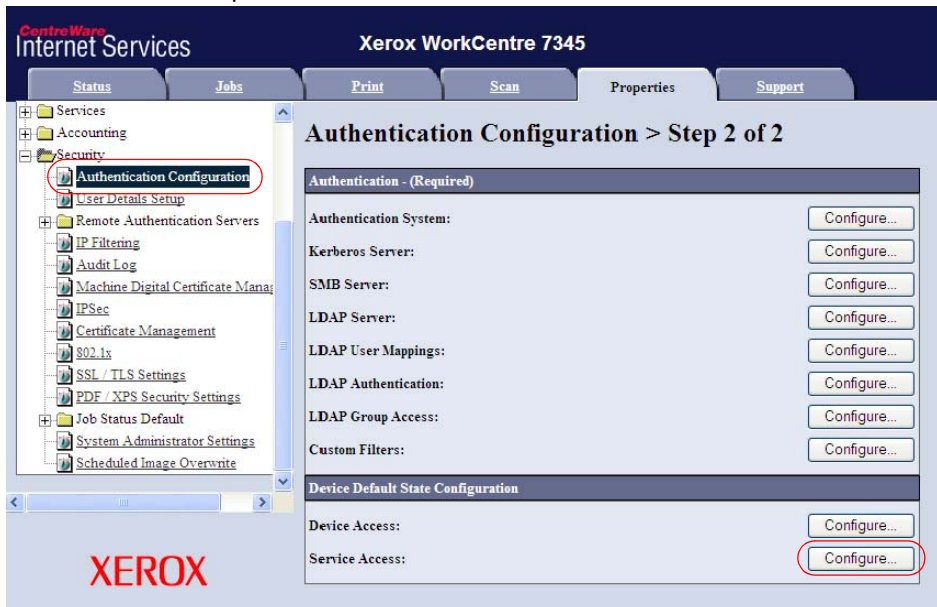 CentreWare
Internet Services
Xerox WorkCentre 7345
Status Jobs Print Scan Properties Support
Services
Accounting
Security
Authentication Configuration
User Details Setup
Remote Authentication Servers
IP Filtering
Audit Log
Machine Digital Certificate Manag
IPSec
Certificate Management
802.1x
SSL / TLS Settings
PDF / XPS Security Settings
Job Status Default
System Administrator Settings
Scheduled Image Overwrite
XEROX
Authentication Configuration > Step 2 of 2
Authentication - (Required)
Authentication System: Configure...
Kerberos Server: Configure...
SMB Server: Configure...
LDAP Server: Configure...
LDAP User Mappings: Configure...
LDAP Authentication: Configure...
LDAP Group Access: Configure...
Custom Filters: Configure...
Device Default State Configuration
Device Access: Configure...
Service Access: Configure...